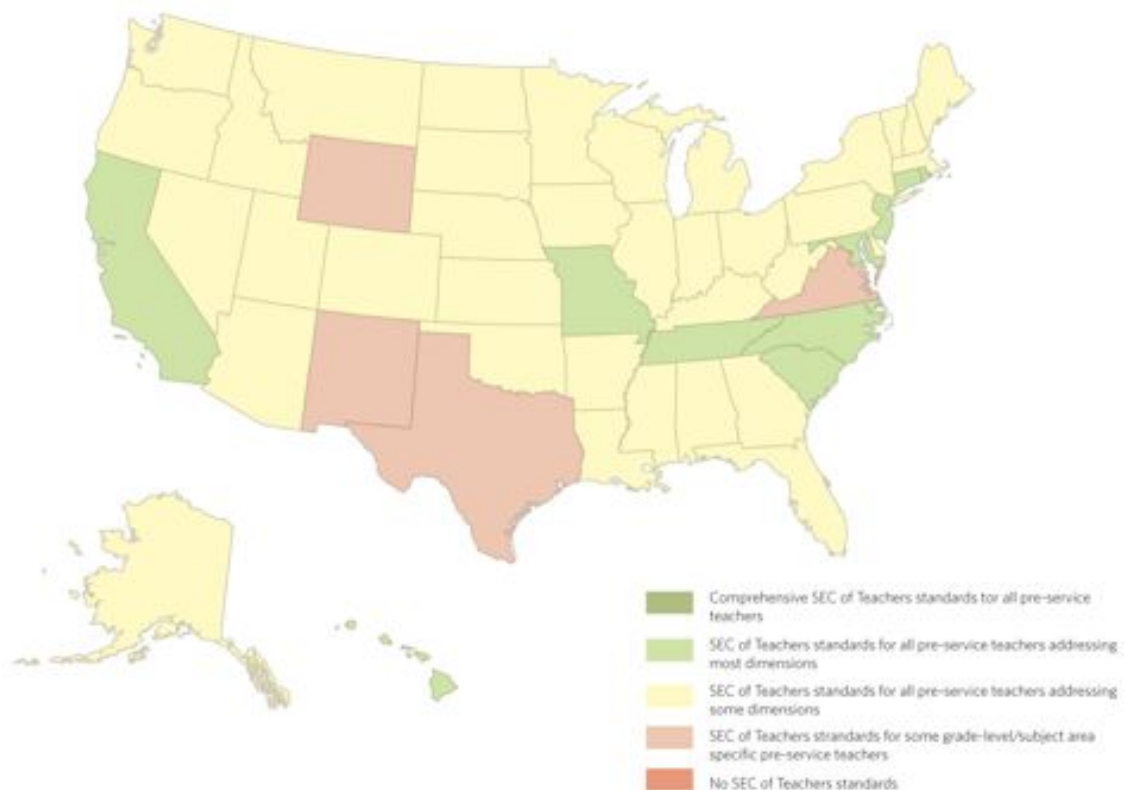 Comprehensive SEC of Teachers standards tor all pre-service
teachers
SEC of Teachers standards for all pre-service teachers addressing
most dimensions
SEC of Teachers standards for all pre-service teachers addressing
some dimensions
SEC of Teachers strandards for some grade-level/subject area
specific pre-service teachers
No SEC of Teachers standards